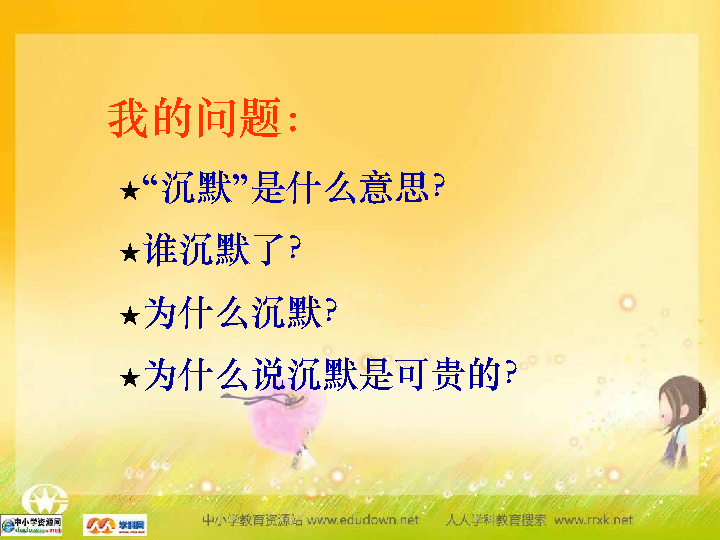 我的问题:
★“沉默”是什么意思?
★谁沉默了?
★为什么沉默?
★为什么说沉默是可贵的?
中小学资源网
学科网
中小学教育资源站 www.edudown.net 人人学科教育搜索 www.rrxk.net